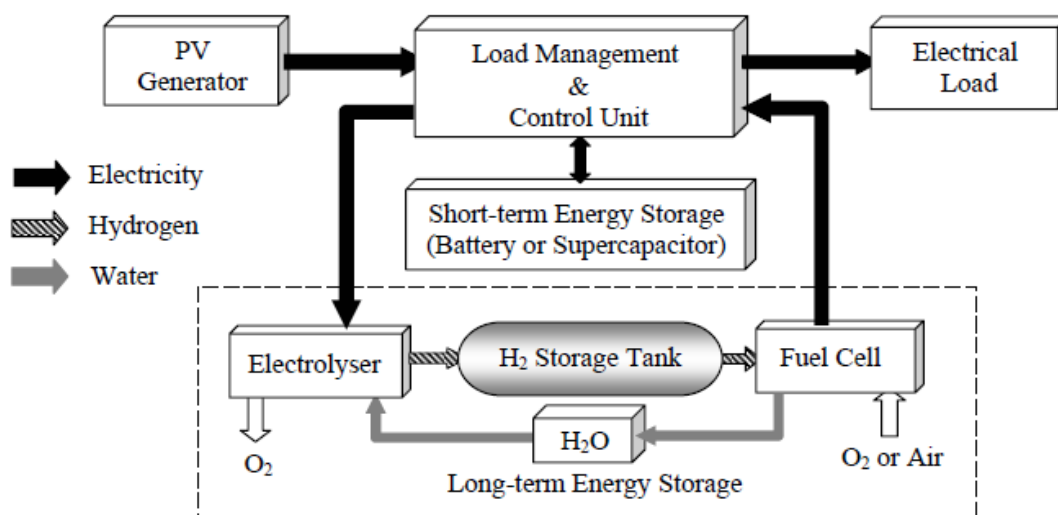 PV
Generator
Load Management
&
Control Unit
Electrical
Load
Electricity
Hydrogen
Water
Short-term Energy Storage
(Battery or Supercapacitor)
Electrolyser
H₂ Storage Tank
Fuel Cell
H₂O
O₂
O₂ or Air
Long-term Energy Storage